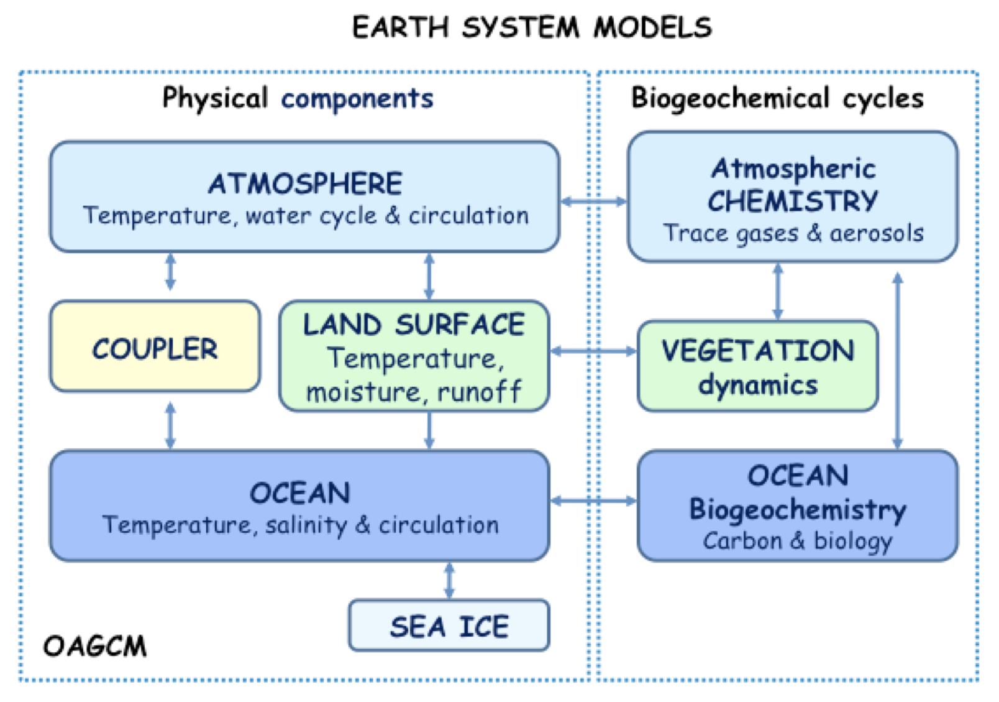 EARTH SYSTEM MODELS
Physical components
ATMOSPHERE
Temperature, water cycle & circulation
COUPLER
LAND SURFACE
Temperature,
moisture, runoff
OCEAN
Temperature, salinity & circulation
SEA ICE
OAGCM
Biogeochemical cycles
Atmospheric
CHEMISTRY
Trace gases & aerosols
VEGETATION
dynamics
OCEAN
Biogeochemistry
Carbon & biology